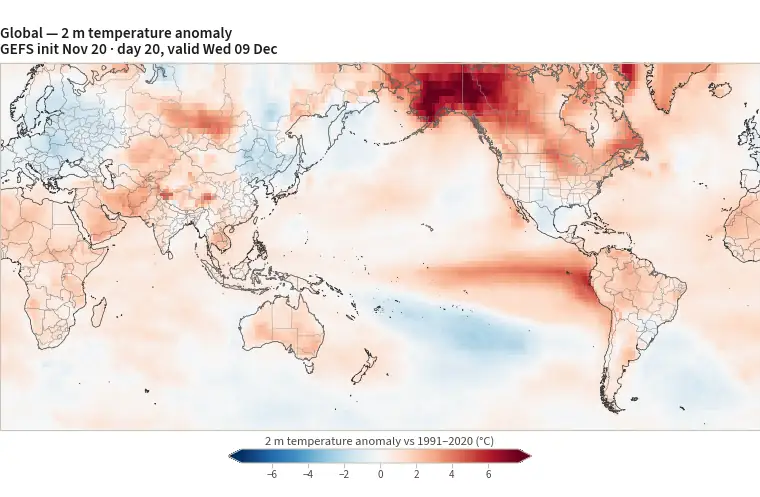 Global — 2 m temperature anomaly
GEFS init Nov 20 · day 20, valid Wed 09 Dec
2 m temperature anomaly vs 1991–2020 (°C)
−6 −4 −2 0 2 4 6